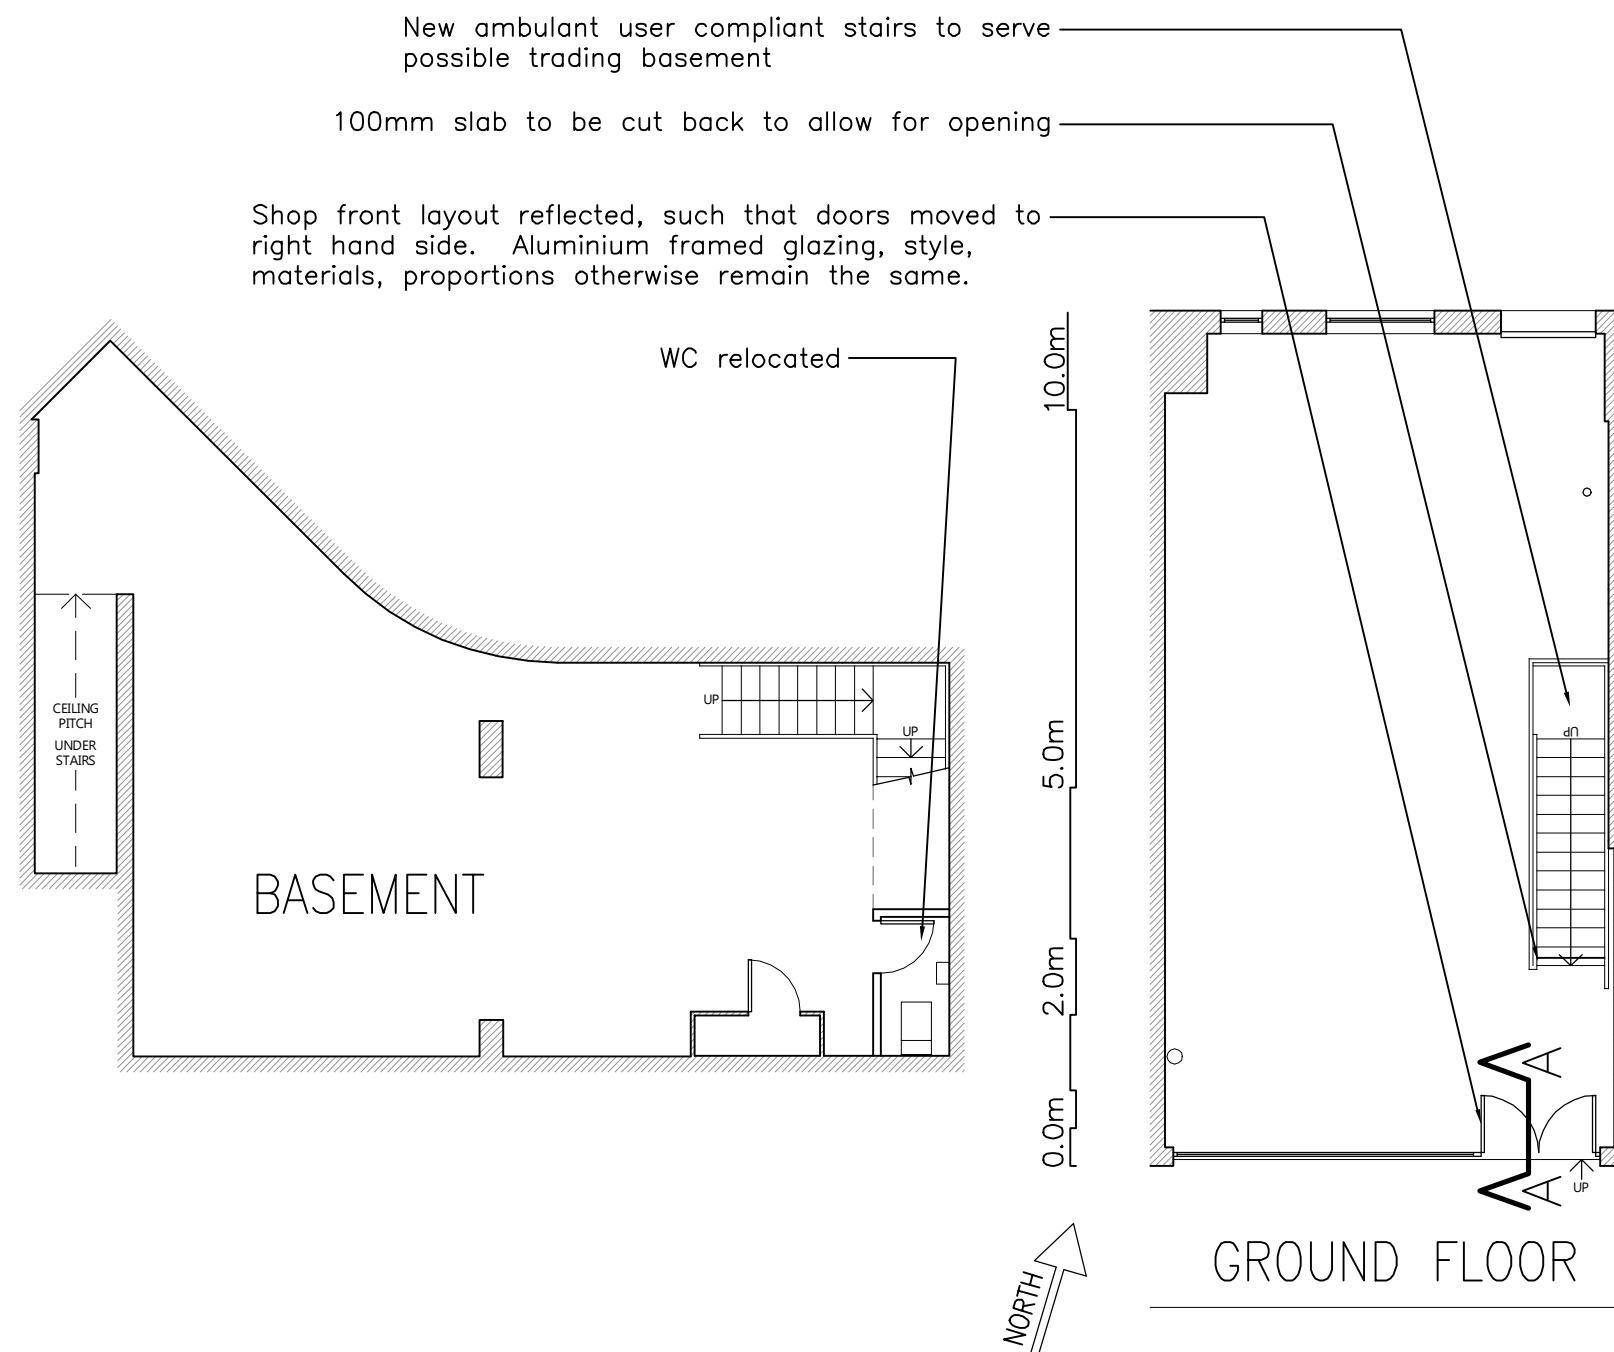 New ambulant user compliant stairs to serve
possible trading basement
100mm slab to be cut back to allow for opening
Shop front layout reflected, such that doors moved to
right hand side.  Aluminium framed glazing, style,
materials, proportions otherwise remain the same.
WC relocated
10.0m
5.0m
2.0m
0.0m
CEILING
PITCH
UNDER
STAIRS
UP
UP
BASEMENT
UP
A
A
UP
NORTH
GROUND FLOOR